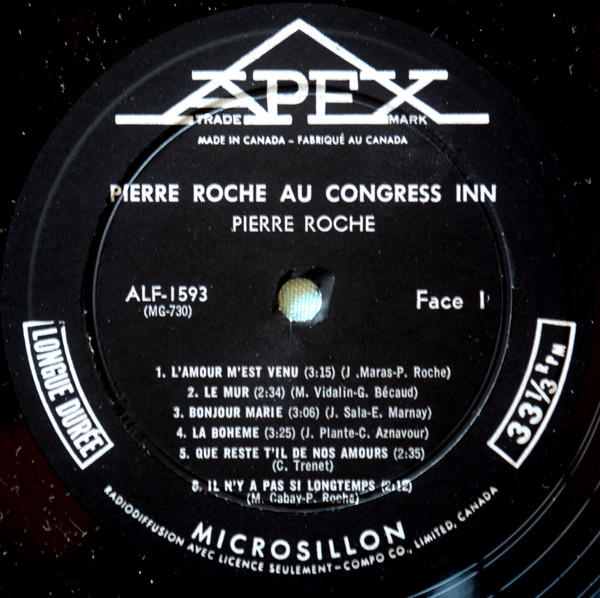 APEX
TRADE MARK
MADE IN CANADA – FABRIQUÉ AU CANADA
PIERRE ROCHE AU CONGRESS INN
PIERRE ROCHE
ALF-1593
(MG-730)
Face 1
LONGUE DURÉE
33 1/3 RPM
1. L'AMOUR M'EST VENU (3:15) (J .Maras-P. Roche)
2. LE MUR (2:34) (M. Vidalin-G. Bécaud)
3. BONJOUR MARIE (3:06) (J. Sala-E. Marnay)
4. LA BOHEME (3:25) (J. Plante-C. Aznavour)
5. QUE RESTE T'IL DE NOS AMOURS (2:35)
(C. Trenet)
6. IL N'Y A PAS SI LONGTEMPS (2:12)
(M. Cabay-P. Roche)
MICROSILLON
RADIODIFFUSION AVEC LICENCE SEULEMENT–COMPO CO., LIMITED, CANADA